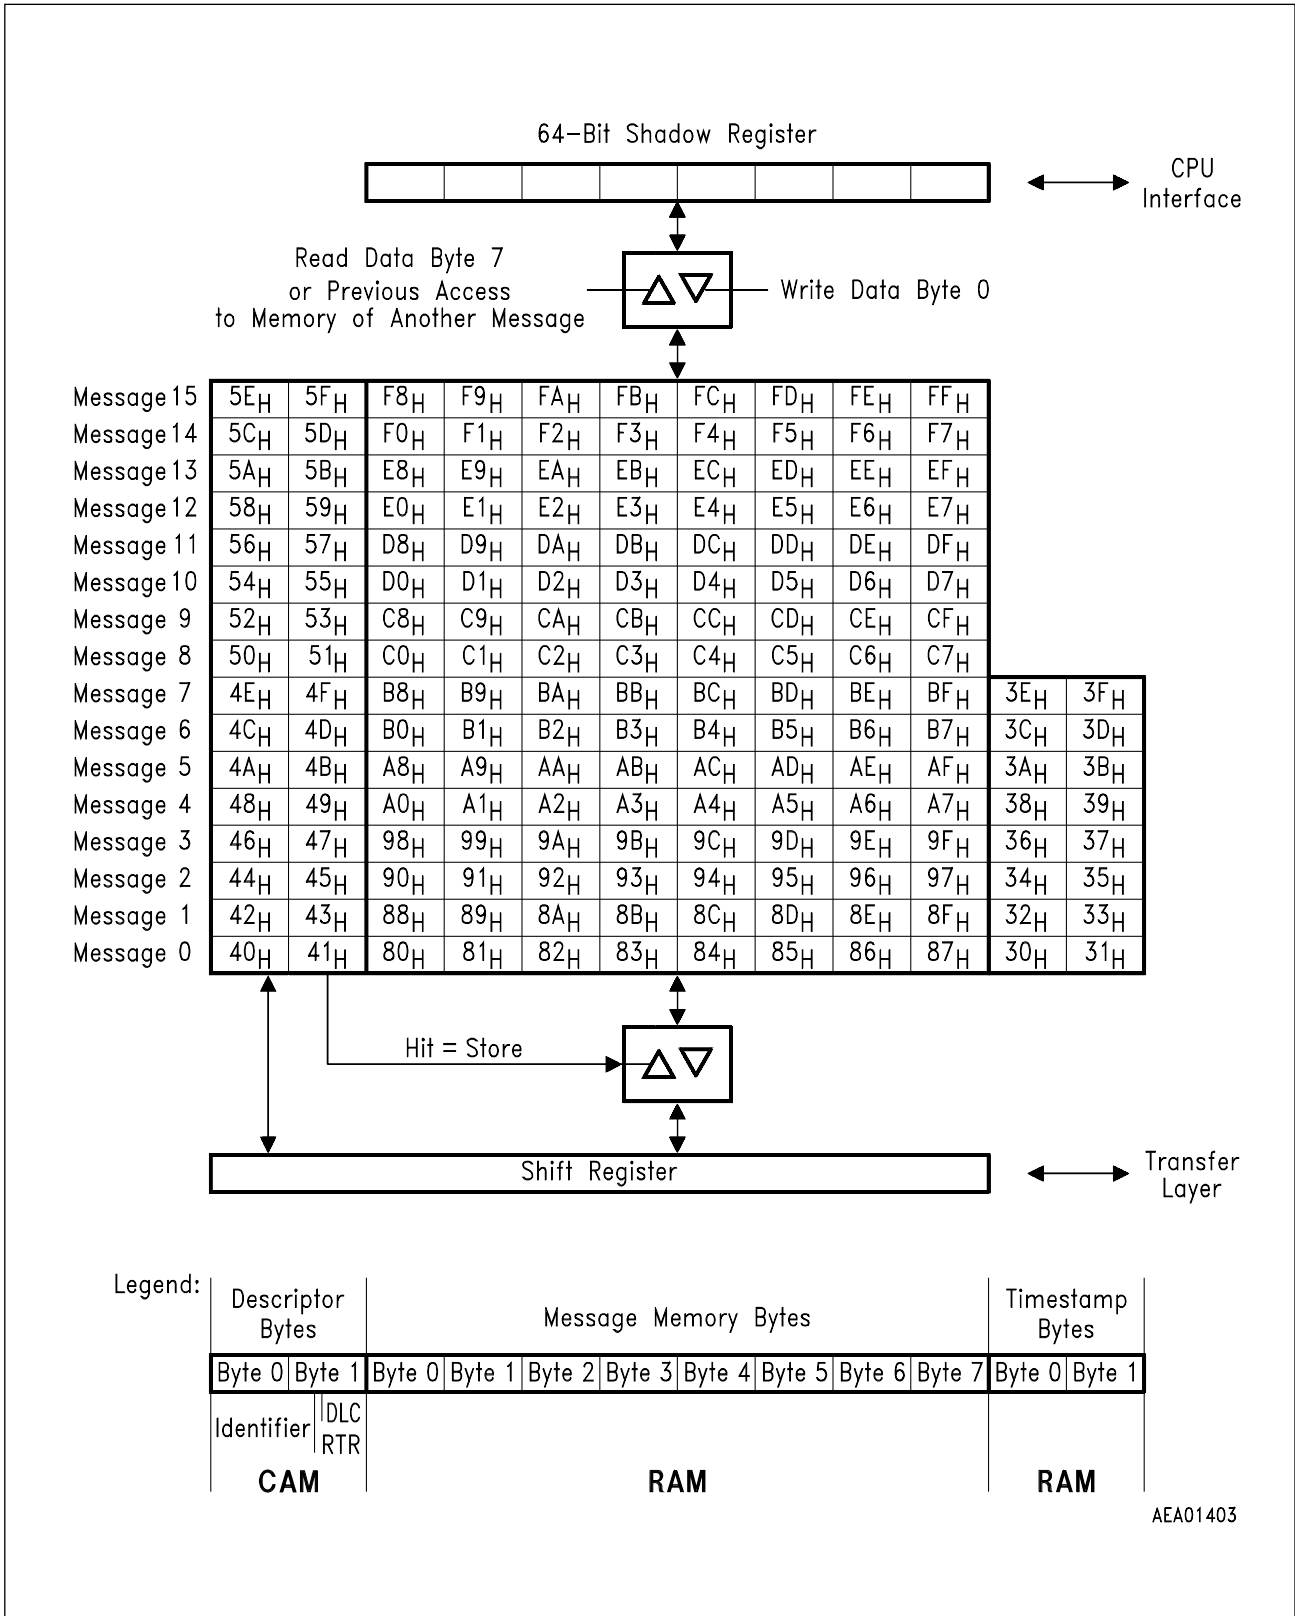 64-Bit Shadow Register
CPU
Interface
Read Data Byte 7
or Previous Access
to Memory of Another Message
Write Data Byte 0
Message 15 5EH 5FH F8H F9H FAH FBH FCH FDH FEH FFH
Message 14 5CH 5DH F0H F1H F2H F3H F4H F5H F6H F7H
Message 13 5AH 5BH E8H E9H EAH EBH ECH EDH EEH EFH
Message 12 58H 59H E0H E1H E2H E3H E4H E5H E6H E7H
Message 11 56H 57H D8H D9H DAH DBH DCH DDH DEH DFH
Message 10 54H 55H D0H D1H D2H D3H D4H D5H D6H D7H
Message 9 52H 53H C8H C9H CAH CBH CCH CDH CEH CFH
Message 8 50H 51H C0H C1H C2H C3H C4H C5H C6H C7H
Message 7 4EH 4FH B8H B9H BAH BBH BCH BDH BEH BFH 3EH 3FH
Message 6 4CH 4DH B0H B1H B2H B3H B4H B5H B6H B7H 3CH 3DH
Message 5 4AH 4BH A8H A9H AAH ABH ACH ADH AEH AFH 3AH 3BH
Message 4 48H 49H A0H A1H A2H A3H A4H A5H A6H A7H 38H 39H
Message 3 46H 47H 98H 99H 9AH 9BH 9CH 9DH 9EH 9FH 36H 37H
Message 2 44H 45H 90H 91H 92H 93H 94H 95H 96H 97H 34H 35H
Message 1 42H 43H 88H 89H 8AH 8BH 8CH 8DH 8EH 8FH 32H 33H
Message 0 40H 41H 80H 81H 82H 83H 84H 85H 86H 87H 30H 31H
Hit = Store
Shift Register
Transfer
Layer
Legend:
Descriptor
Bytes
Message Memory Bytes
Timestamp
Bytes
Byte 0 Byte 1 Byte 0 Byte 1 Byte 2 Byte 3 Byte 4 Byte 5 Byte 6 Byte 7 Byte 0 Byte 1
Identifier
DLC
RTR
CAM RAM RAM
AEA01403